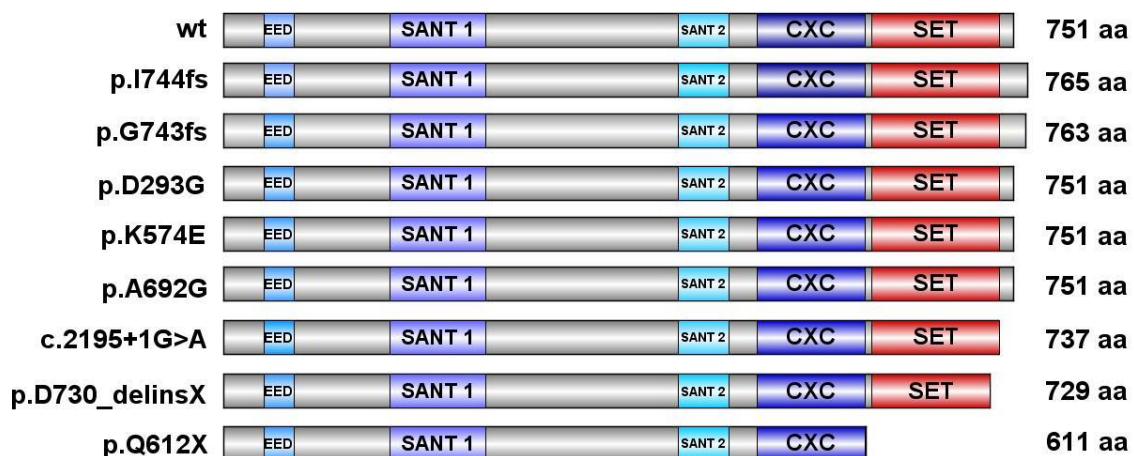 wt EED SANT 1 SANT 2 CXC SET 751 aa
p.I744fs EED SANT 1 SANT 2 CXC SET 765 aa
p.G743fs EED SANT 1 SANT 2 CXC SET 763 aa
p.D293G EED SANT 1 SANT 2 CXC SET 751 aa
p.K574E EED SANT 1 SANT 2 CXC SET 751 aa
p.A692G EED SANT 1 SANT 2 CXC SET 751 aa
c.2195+1G>A EED SANT 1 SANT 2 CXC SET 737 aa
p.D730_delinsX EED SANT 1 SANT 2 CXC SET 729 aa
p.Q612X EED SANT 1 SANT 2 CXC 611 aa